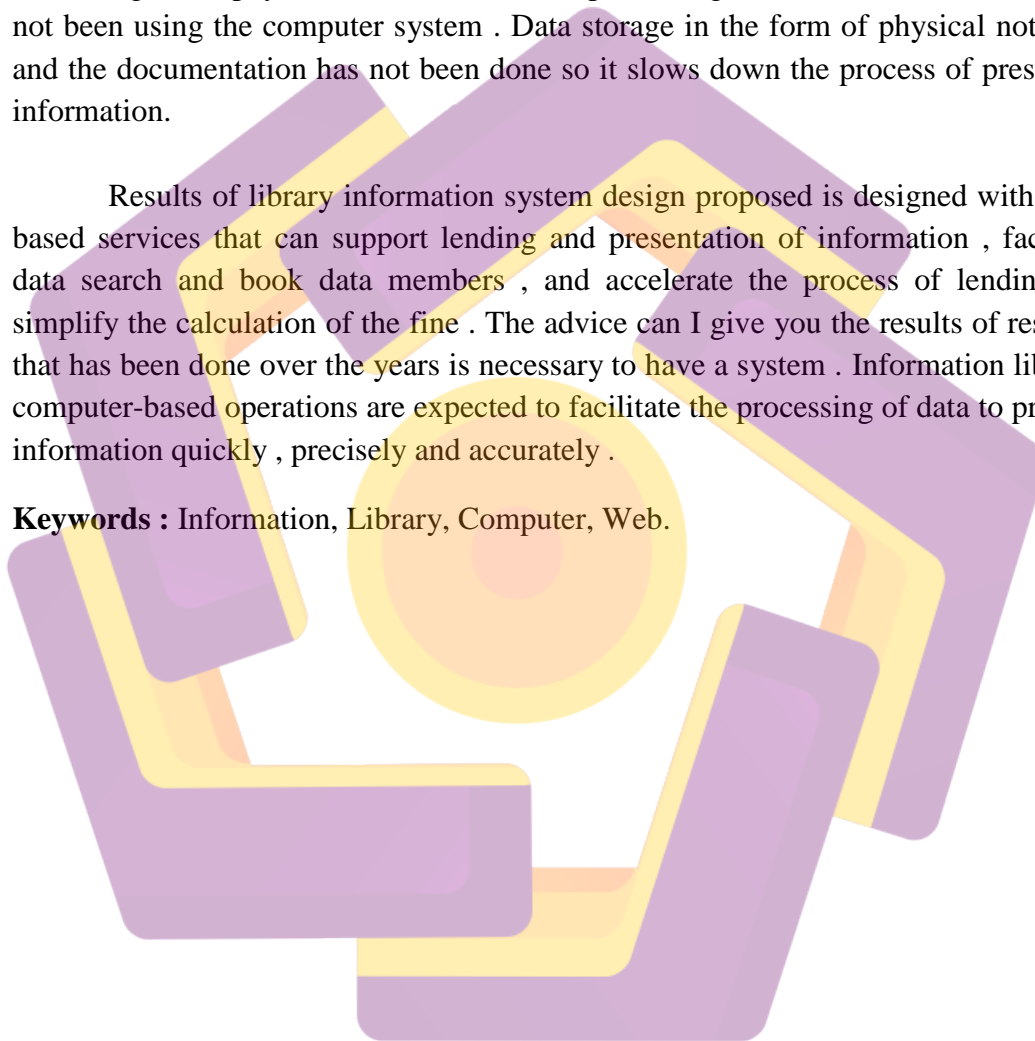 not been using the computer system . Data storage in the form of physical not
and the documentation has not been done so it slows down the process of pres
information.
Results of library information system design proposed is designed with
based services that can support lending and presentation of information , fac
data search and book data members , and accelerate the process of lendin
simplify the calculation of the fine . The advice can I give you the results of res
that has been done over the years is necessary to have a system . Information lib
computer-based operations are expected to facilitate the processing of data to pr
information quickly , precisely and accurately .
Keywords : Information, Library, Computer, Web.